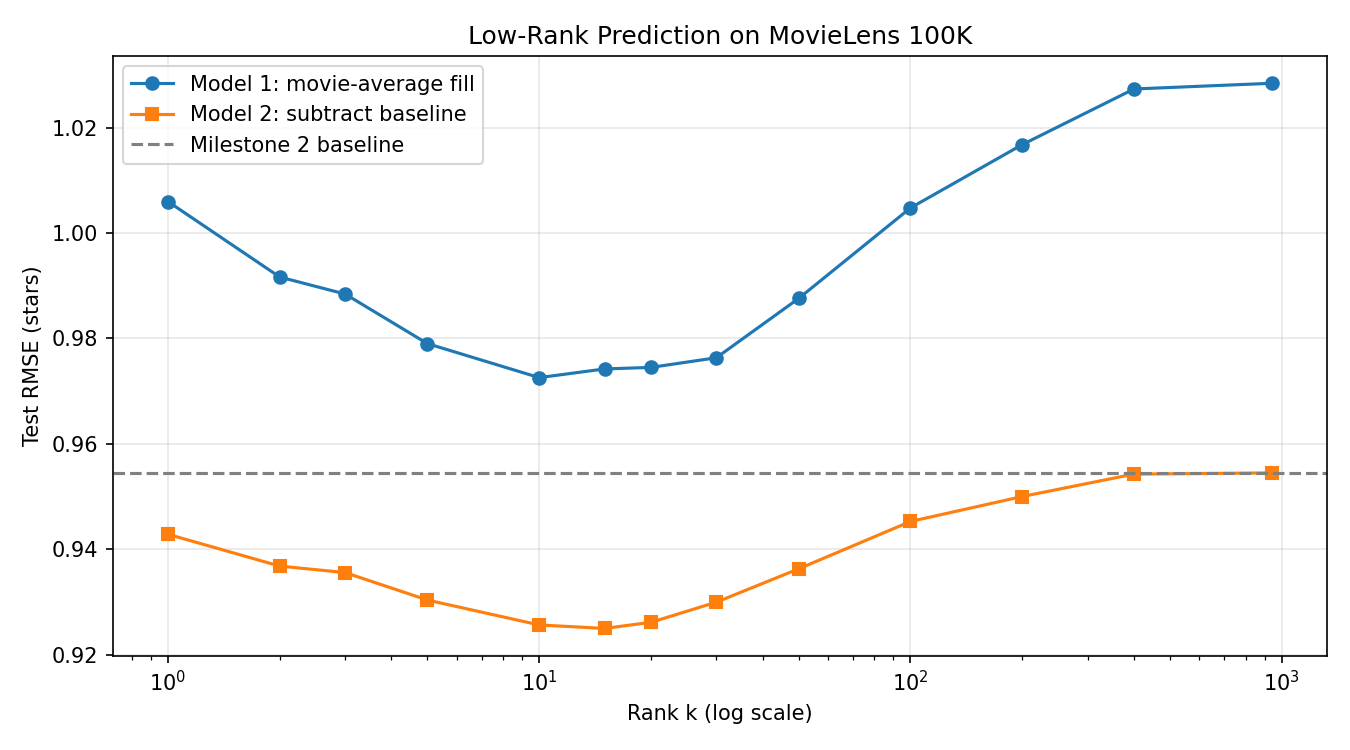 Low-Rank Prediction on MovieLens 100K
Model 1: movie-average fill
Model 2: subtract baseline
Milestone 2 baseline
Test RMSE (stars)
1.02
1.00
0.98
0.96
0.94
0.92
10⁰ 10¹ 10² 10³
Rank k (log scale)